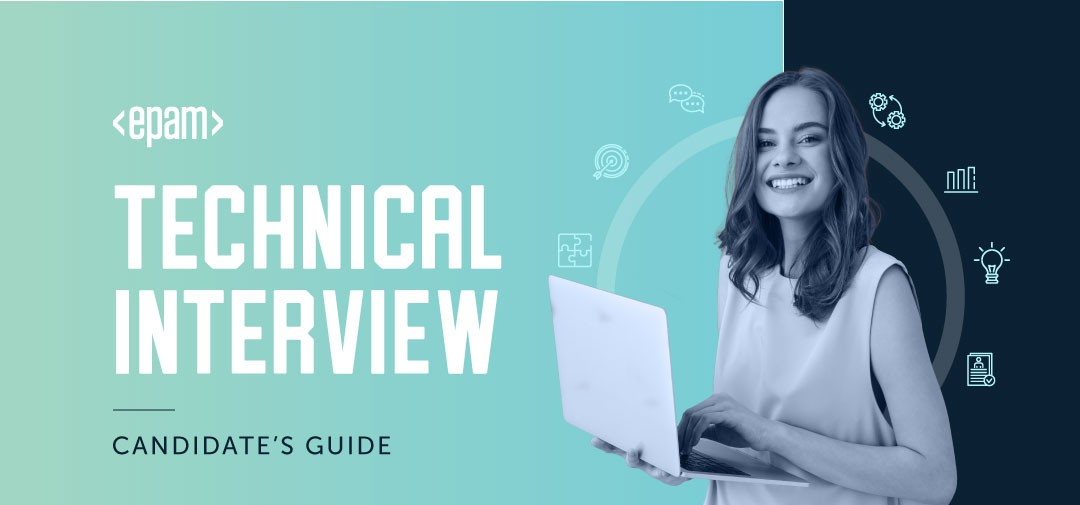 <epam>
TECHNICAL
INTERVIEW
CANDIDATE'S GUIDE